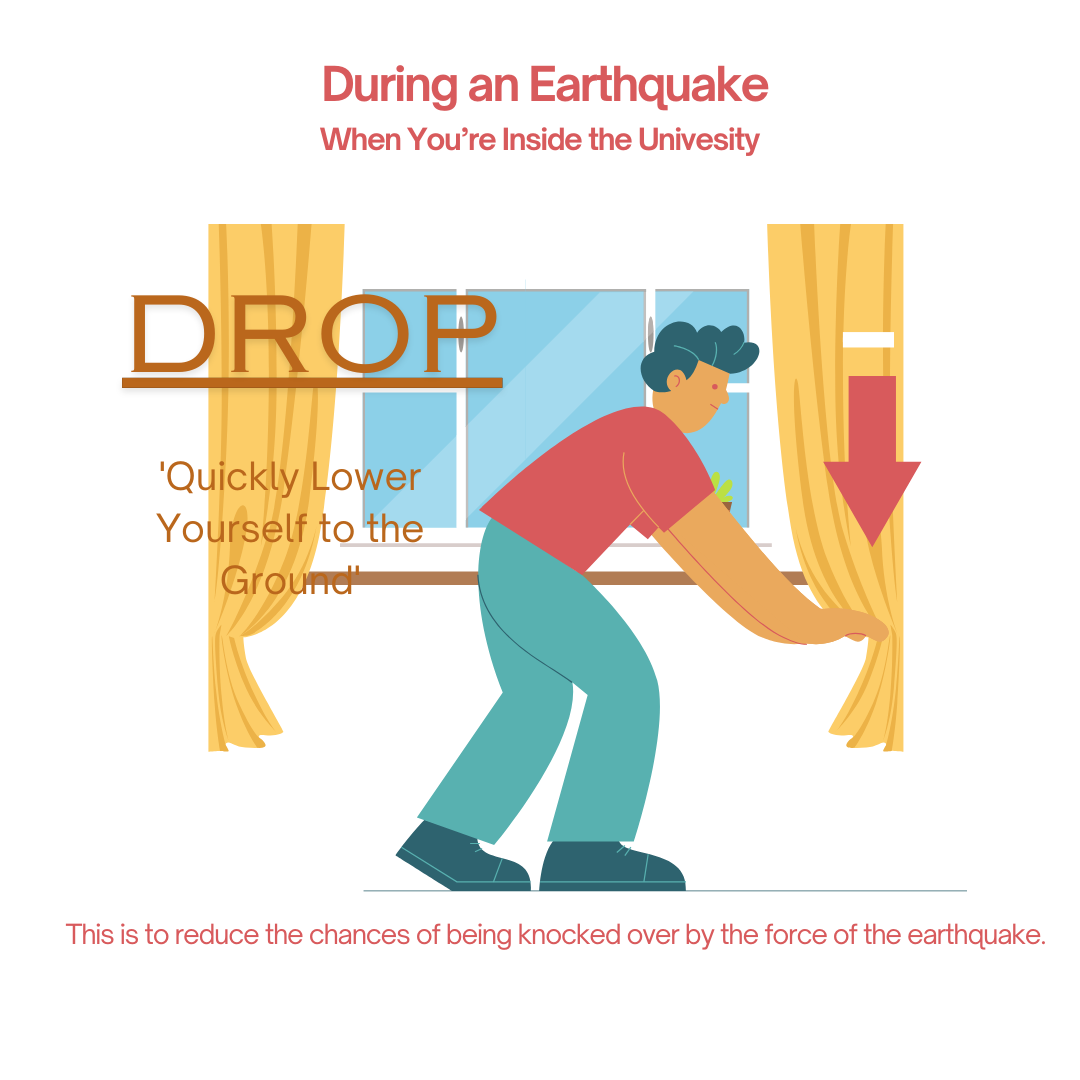 During an Earthquake
When You’re Inside the Univesity
DROP
'Quickly Lower
Yourself to the
Ground'
This is to reduce the chances of being knocked over by the force of the earthquake.